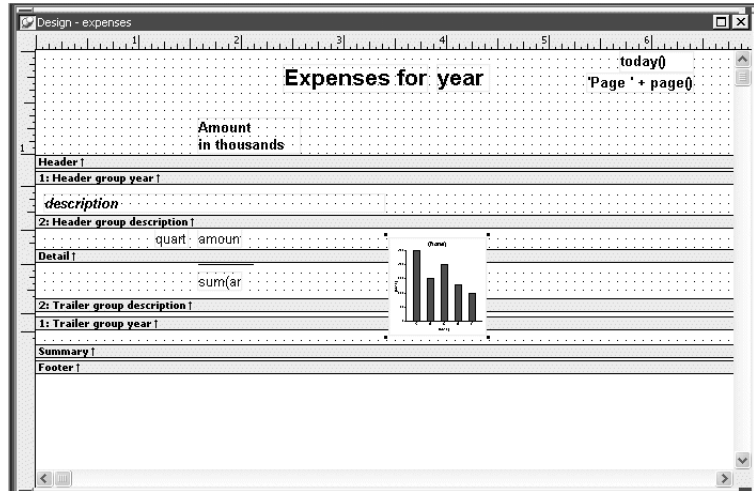 Design - expenses
1 2 3 4 5 6
today()
Expenses for year
'Page ' + page()
Amount
in thousands
1
Header ↑
1: Header group year ↑
description
2: Header group description ↑
quart amoun
Detail ↑
sum(ar
2: Trailer group description ↑
1: Trailer group year ↑
Summary ↑
Footer ↑